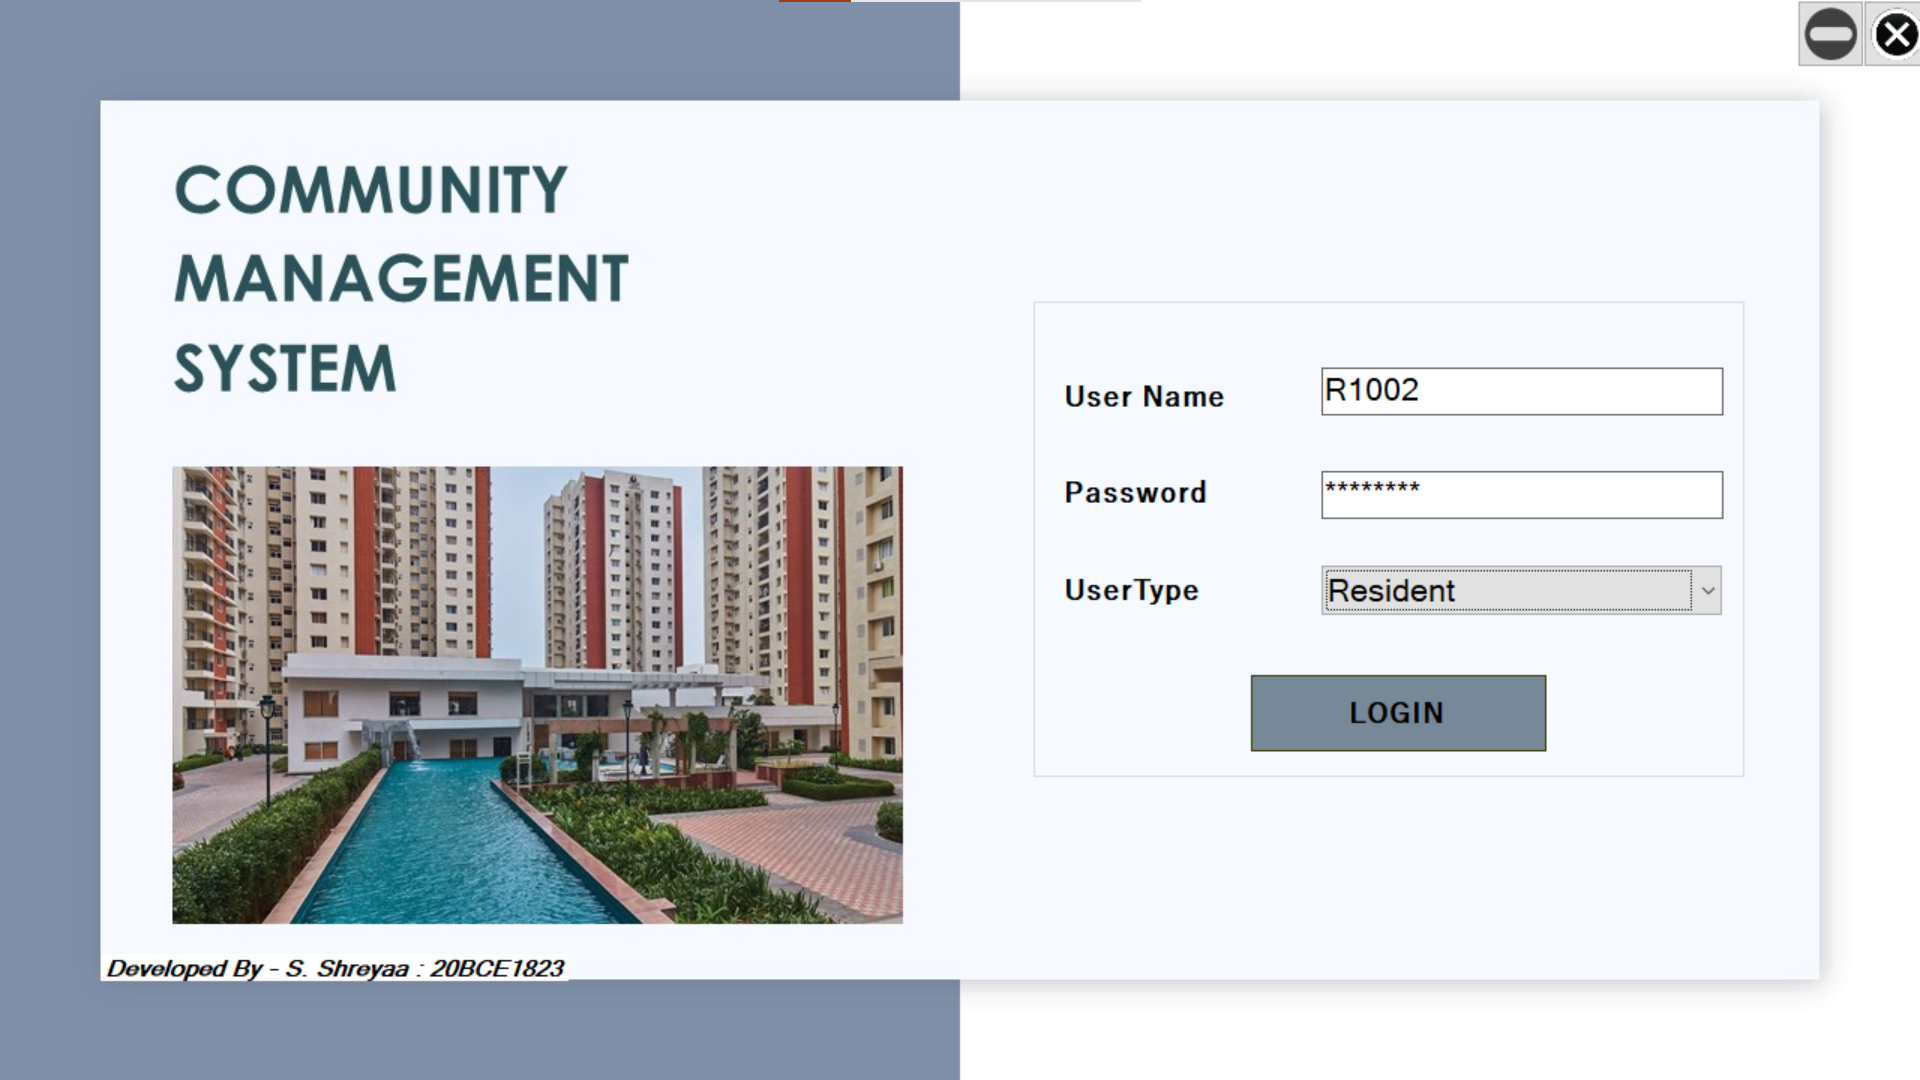 COMMUNITY
MANAGEMENT
SYSTEM
User Name R1002
Password ********
UserType Resident
LOGIN
Developed By - S. Shreyaa : 20BCE1823